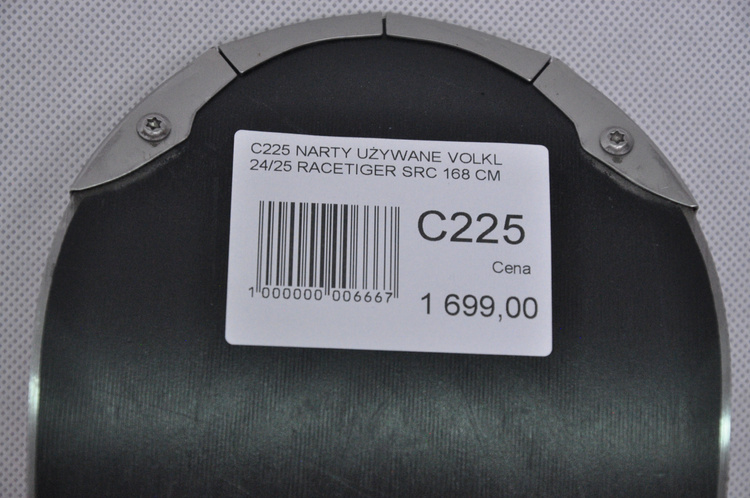 C225 NARTY UŻYWANE VOLKL
24/25 RACETIGER SRC 168 CM
C225
Cena
1 699,00
1 000000 006667